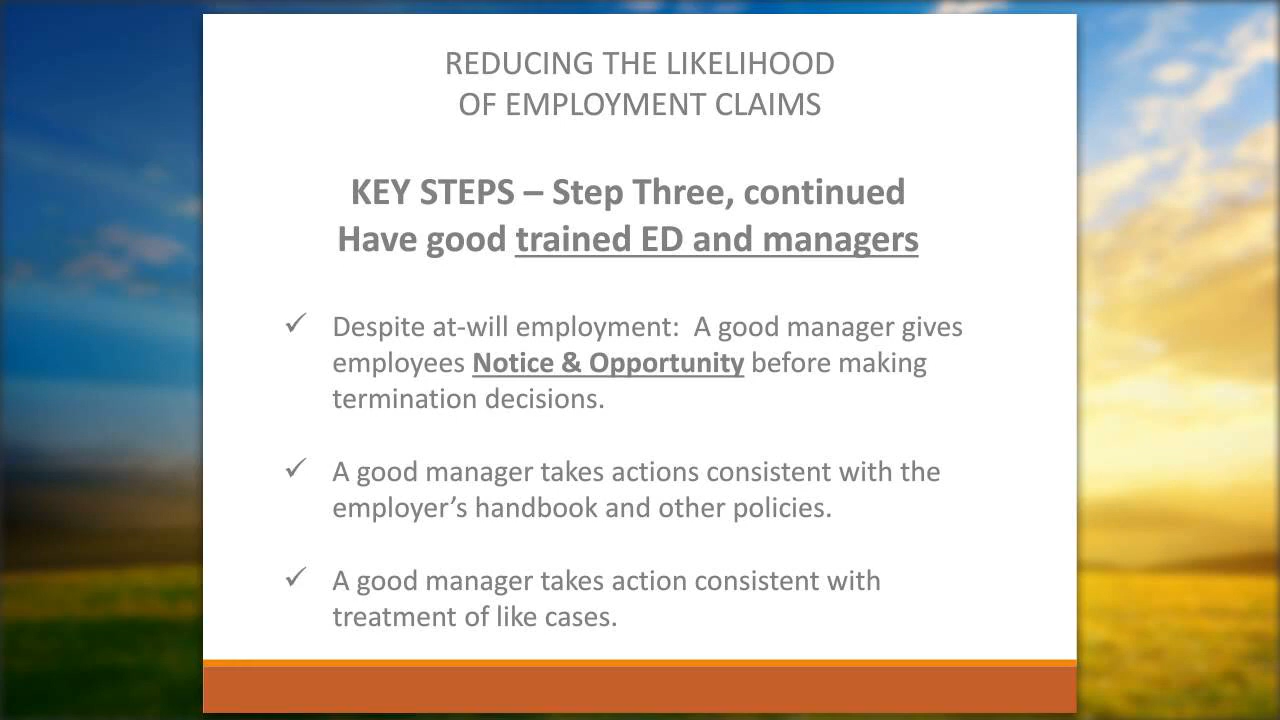 REDUCING THE LIKELIHOOD
OF EMPLOYMENT CLAIMS
KEY STEPS – Step Three, continued
Have good trained ED and managers
✓ Despite at-will employment:  A good manager gives
employees Notice & Opportunity before making
termination decisions.
✓ A good manager takes actions consistent with the
employer’s handbook and other policies.
✓ A good manager takes action consistent with
treatment of like cases.